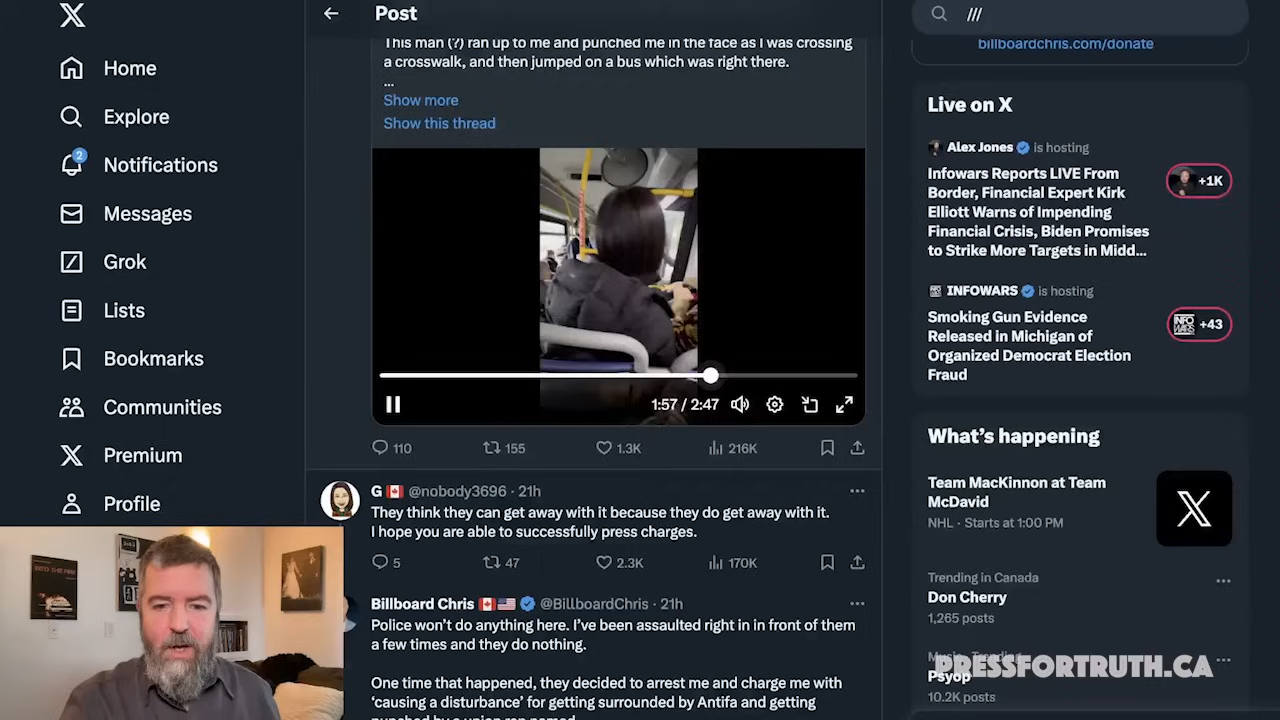 Home
Explore
2
Notifications
Messages
Grok
Lists
Bookmarks
Communities
Premium
Profile
Post
This man (?) ran up to me and punched me in the face as I was crossing
a crosswalk, and then jumped on a bus which was right there.
...
Show more
Show this thread
1:57 / 2:47
110
155
1.3K
216K
G 🇨🇦 @nobody3696 · 21h
They think they can get away with it because they do get away with it.
I hope you are able to successfully press charges.
5
47
2.3K
170K
Billboard Chris 🇨🇦🇺🇸 @BillboardChris · 21h
Police won't do anything here. I've been assaulted right in in front of them
a few times and they do nothing.
One time that happened, they decided to arrest me and charge me with
'causing a disturbance' for getting surrounded by Antifa and getting
///
billboardchris.com/donate
Live on X
Alex Jones is hosting
Infowars Reports LIVE From
Border, Financial Expert Kirk
Elliott Warns of Impending
Financial Crisis, Biden Promises
to Strike More Targets in Midd...
+1K
INFOWARS is hosting
Smoking Gun Evidence
Released in Michigan of
Organized Democrat Election
Fraud
INFO
WARS
+43
What's happening
Team MacKinnon at Team
McDavid
NHL · Starts at 1:00 PM
Trending in Canada
Don Cherry
1,265 posts
Music · Trending
Psyop
10.2K posts
PRESSFORTRUTH.CA
INTO THE FIRE